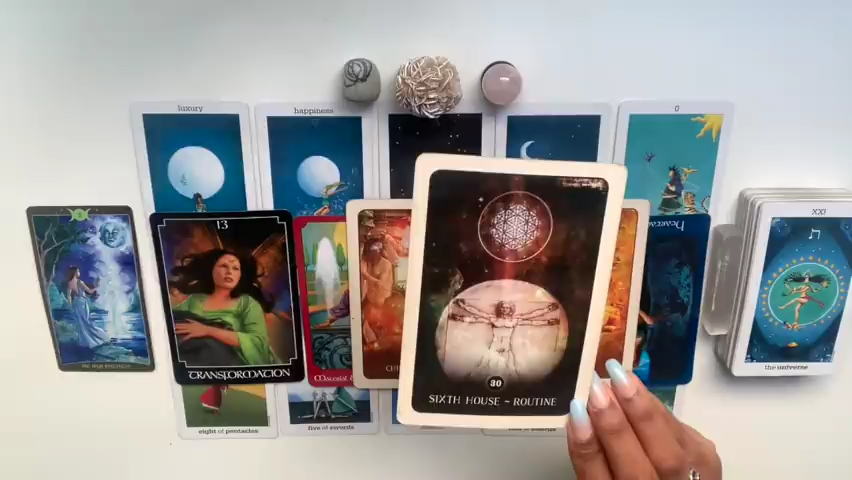 luxury
happiness
0
13
TRANSFORMATION
30
SIXTH HOUSE ~ ROUTINE
XXI
the universe
eight of pentacles
five of swords